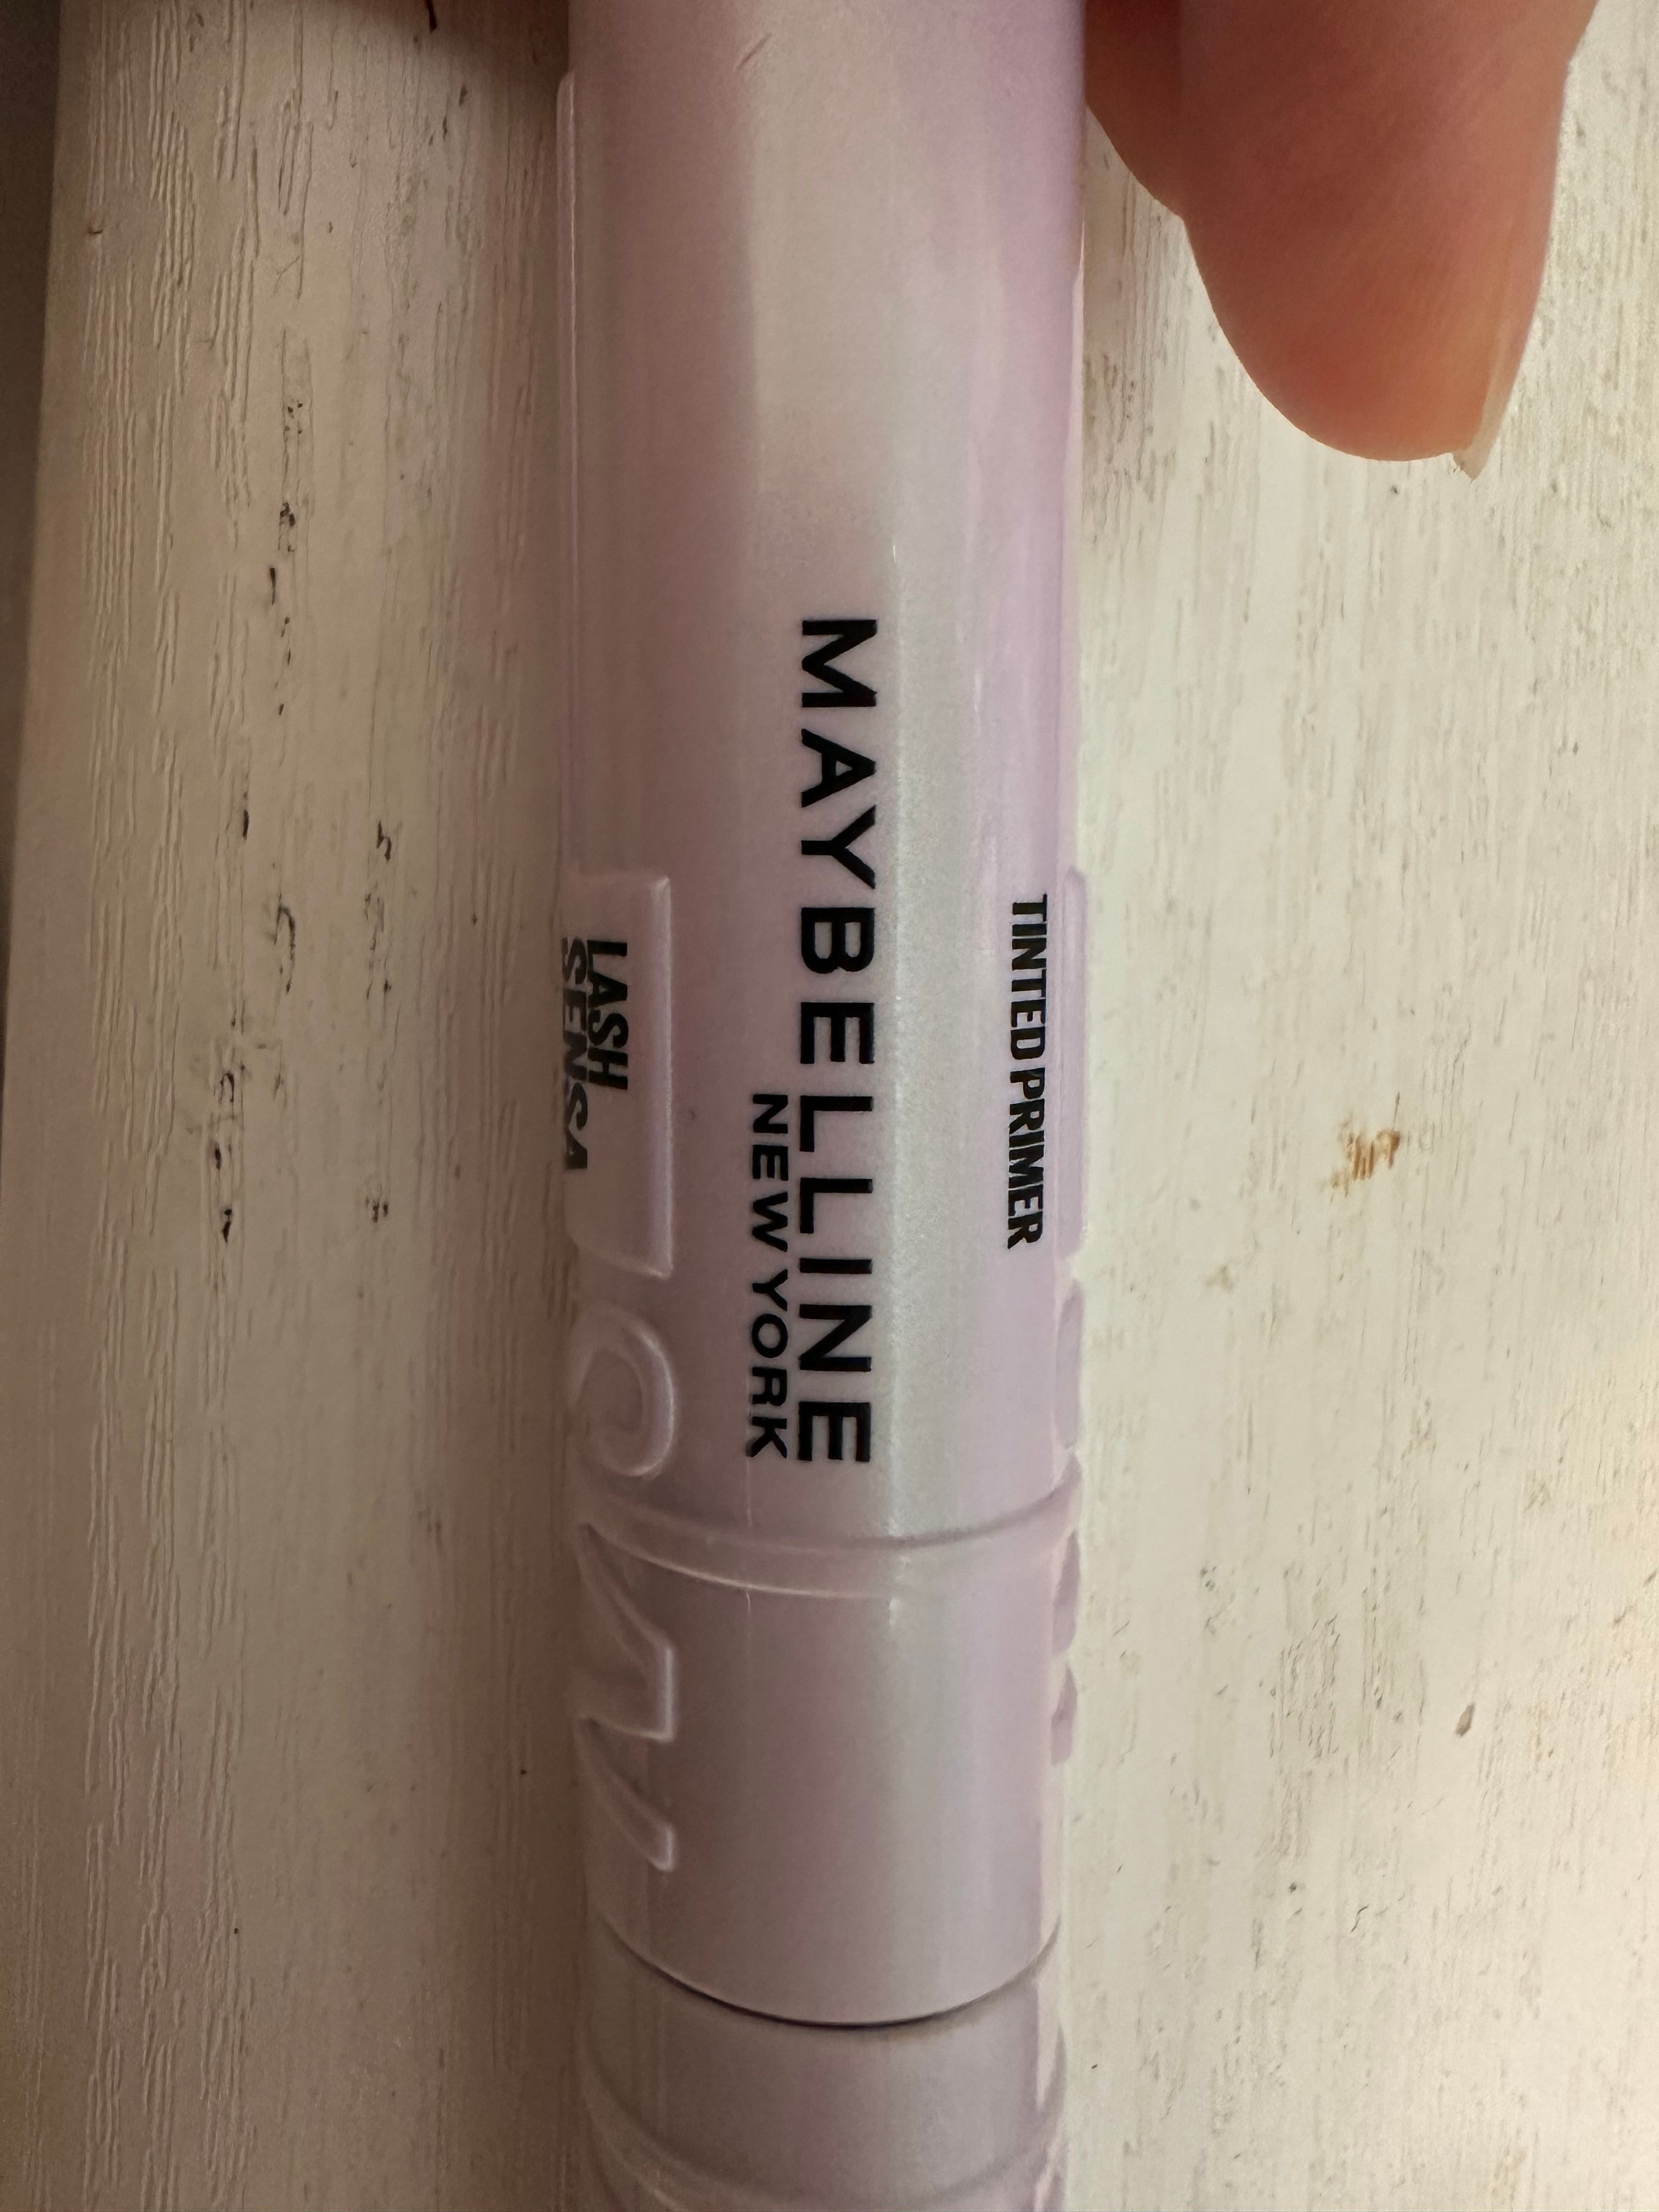 TINTED PRIMER
MAYBELLINE
NEW YORK
LASH
SENSA